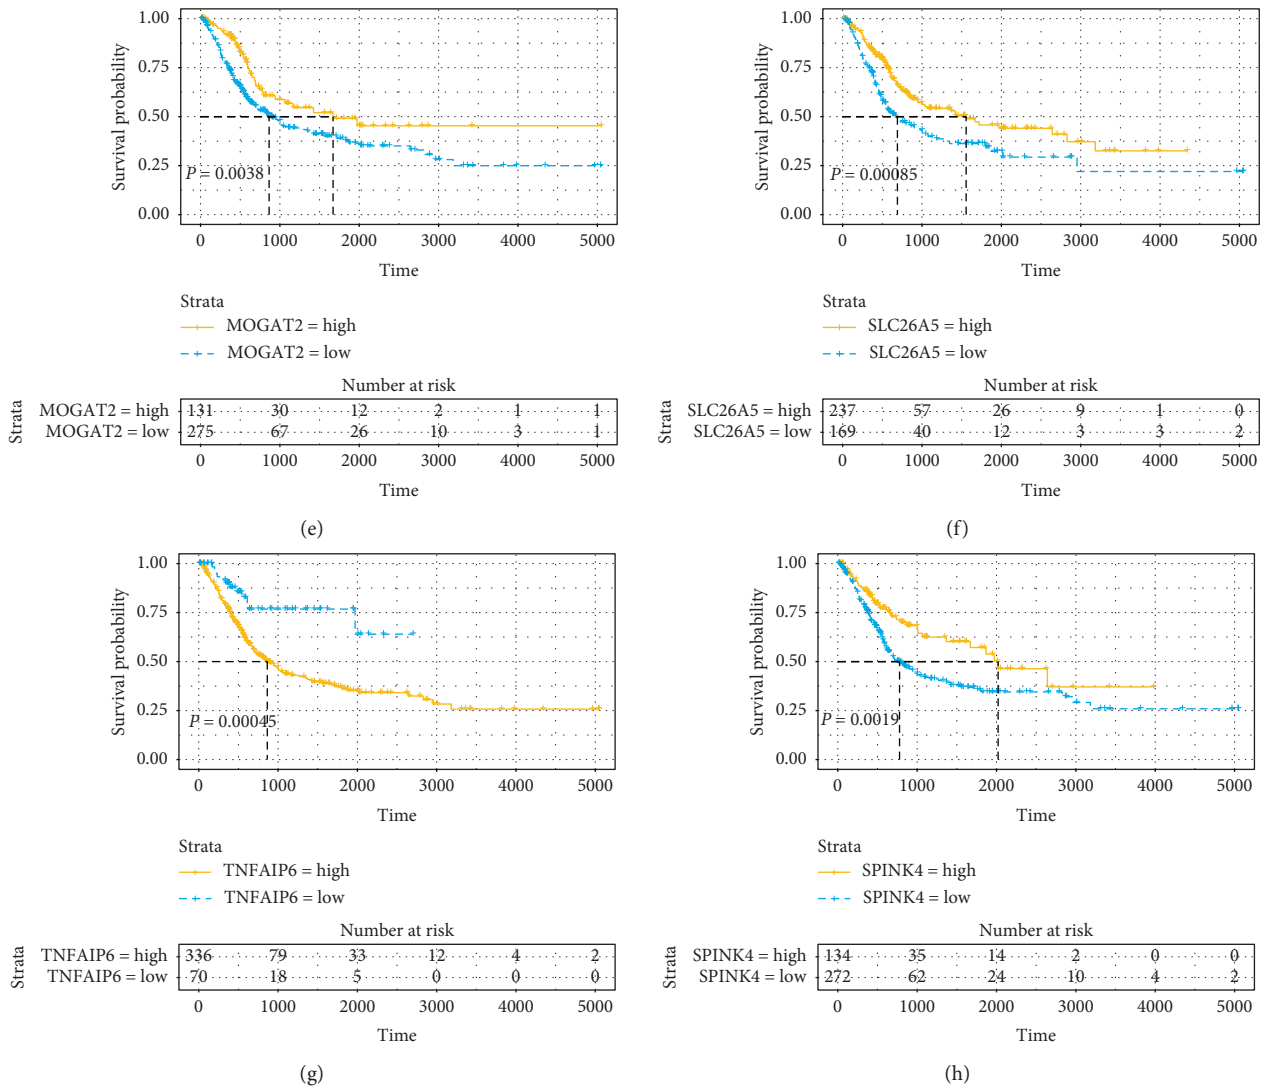 1.00
0.75
0.50
0.25
0.00
Survival probability
P = 0.0038
0 1000 2000 3000 4000 5000
Time
Strata
MOGAT2 = high
MOGAT2 = low
Number at risk
Strata
MOGAT2 = high 131 30 12 2 1 1
MOGAT2 = low 275 67 26 10 3 1
0 1000 2000 3000 4000 5000
Time
(e)
1.00
0.75
0.50
0.25
0.00
Survival probability
P = 0.00085
0 1000 2000 3000 4000 5000
Time
Strata
SLC26A5 = high
SLC26A5 = low
Number at risk
Strata
SLC26A5 = high 237 57 26 9 1 0
SLC26A5 = low 169 40 12 3 3 2
0 1000 2000 3000 4000 5000
Time
(f)
1.00
0.75
0.50
0.25
0.00
Survival probability
P = 0.00045
0 1000 2000 3000 4000 5000
Time
Strata
TNFAIP6 = high
TNFAIP6 = low
Number at risk
Strata
TNFAIP6 = high 336 79 33 12 4 2
TNFAIP6 = low 70 18 5 0 0 0
0 1000 2000 3000 4000 5000
Time
(g)
1.00
0.75
0.50
0.25
0.00
Survival probability
P = 0.0019
0 1000 2000 3000 4000 5000
Time
Strata
SPINK4 = high
SPINK4 = low
Number at risk
Strata
SPINK4 = high 134 35 14 2 0 0
SPINK4 = low 272 62 24 10 4 2
0 1000 2000 3000 4000 5000
Time
(h)